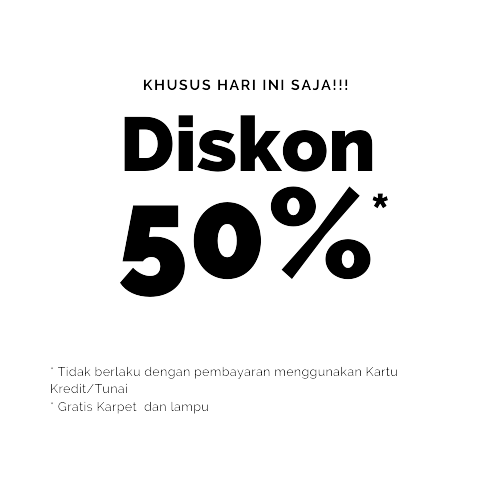 KHUSUS HARI INI SAJA!!!
Diskon
50%*
* Tidak berlaku dengan pembayaran menggunakan Kartu
Kredit/Tunai
* Gratis Karpet  dan lampu